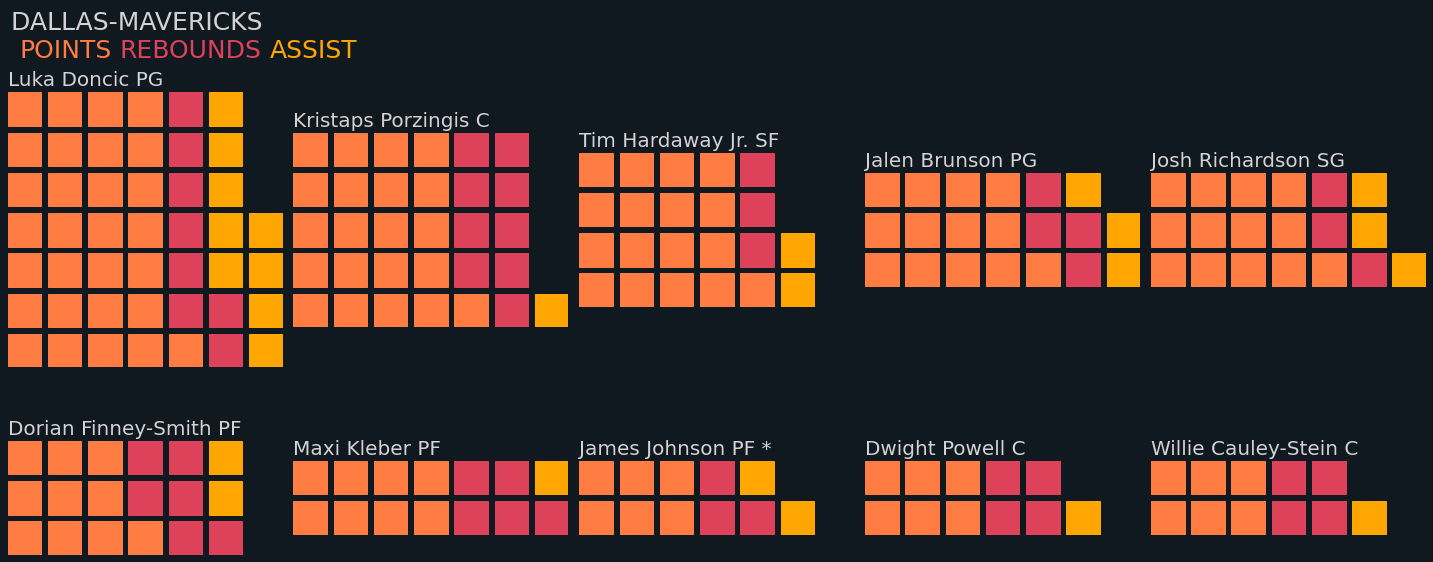 DALLAS-MAVERICKS
POINTS REBOUNDS ASSIST
Luka Doncic PG
Kristaps Porzingis C
Tim Hardaway Jr. SF
Jalen Brunson PG
Josh Richardson SG
Dorian Finney-Smith PF
Maxi Kleber PF
James Johnson PF *
Dwight Powell C
Willie Cauley-Stein C